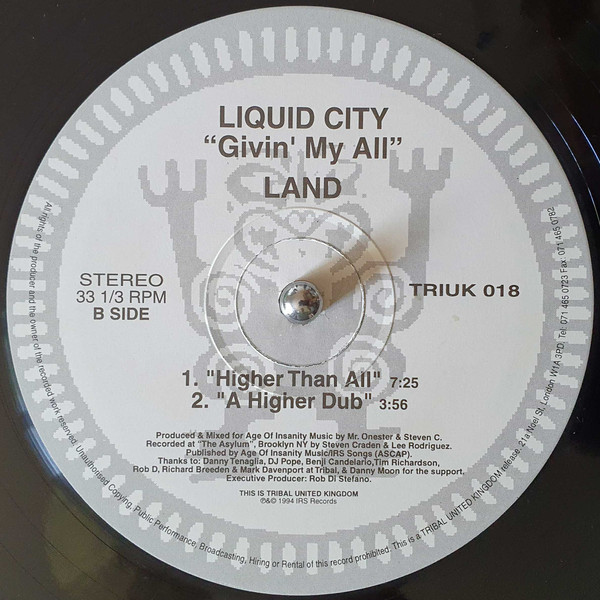 LIQUID CITY
“Givin' My All”
LAND
STEREO
33 1/3 RPM
B SIDE
TRIUK 018
1. "Higher Than All" 7:25
2. "A Higher Dub" 3:56
Produced & Mixed for Age Of Insanity Music by Mr. Onester & Steven C.
Recorded at "The Asylum", Brooklyn NY by Steven Craden & Lee Rodriguez.
Published by Age Of Insanity Music/IRS Songs (ASCAP).
Thanks to: Danny Tenaglia, DJ Pope, Benji Candelario,Tim Richardson,
Rob D, Richard Breeden & Mark Davenport at Tribal, & Danny Moon for the support.
Executive Producer: Rob Di Stefano.
THIS IS TRIBAL UNITED KINGDOM
℗&© 1994 IRS Records
All rights of the producer and the owner of the recorded work reserved. Unauthorised Copying, Public Performance, Broadcasting, Hiring or Rental of this record prohibited. This is a TRIBAL UNITED KINGDOM release. 21a Noel St. London W1A 3PD. Tel: 071 465 0723 Fax: 071 465 0782